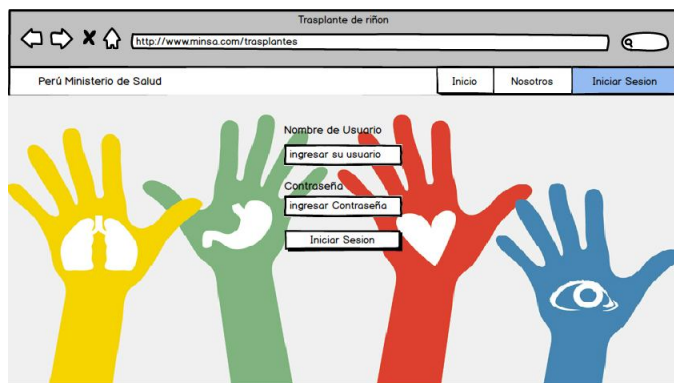 Trasplante de riñon
http://www.minsa.com/trasplantes
Perú Ministerio de Salud
Inicio
Nosotros
Iniciar Sesion
Nombre de Usuario
ingresar su usuario
Contraseña
ingresar Contraseña
Iniciar Sesion